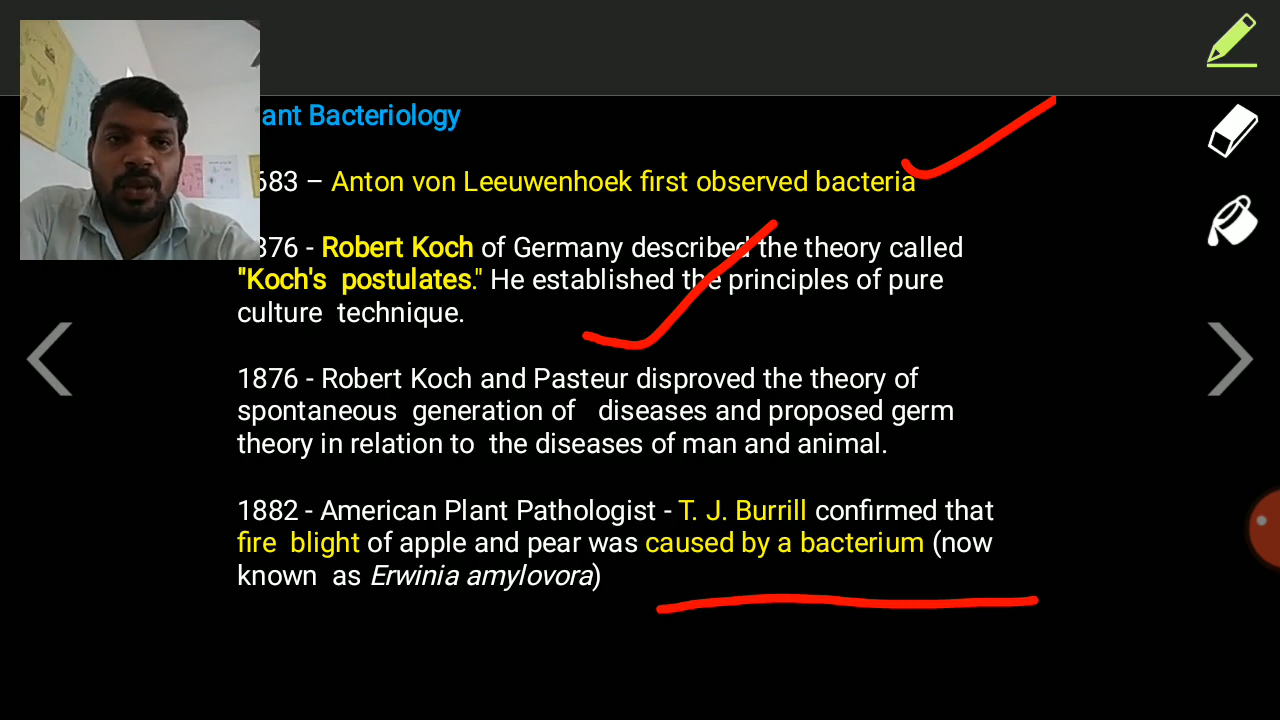 ant Bacteriology
683 – Anton von Leeuwenhoek first observed bacteria
876 - Robert Koch of Germany described the theory called
"Koch's postulates." He established the principles of pure
culture technique.
1876 - Robert Koch and Pasteur disproved the theory of
spontaneous generation of diseases and proposed germ
theory in relation to the diseases of man and animal.
1882 - American Plant Pathologist - T. J. Burrill confirmed that
fire blight of apple and pear was caused by a bacterium (now
known as Erwinia amylovora)